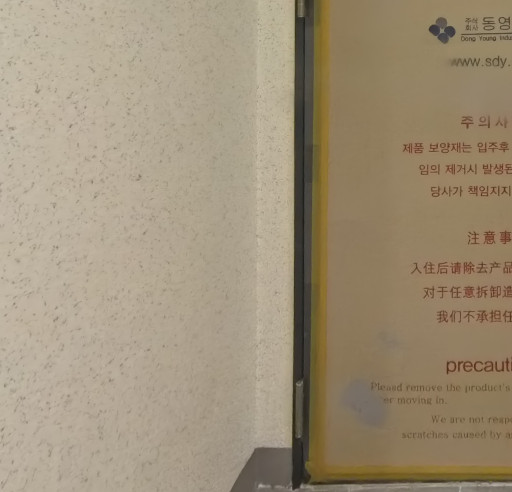 주식
회사 동영
Dong Young Indu
www.sdy.
주의사
제품 보양재는 입주후
임의 제거시 발생된
당사가 책임지지
注意事
入住后请除去产品
对于任意拆卸造
我们不承担任
precauti
Pleasd remove the product's
er moving in.
We are not respo
scratches caused by a